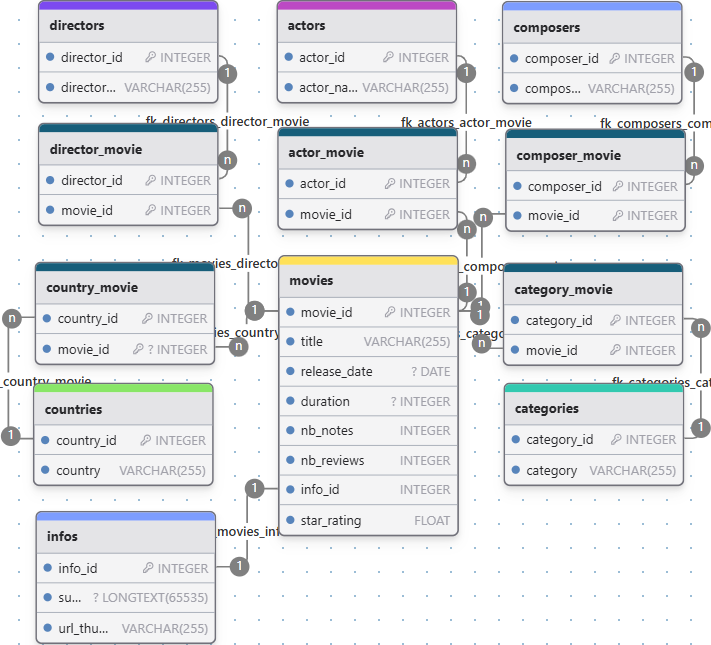 directors
director_id INTEGER
director... VARCHAR(255)
actors
actor_id INTEGER
actor_na... VARCHAR(255)
composers
composer_id INTEGER
compos... VARCHAR(255)
1
1
1
fk_directors_director_movie
fk_actors_actor_movie
fk_composers_com
director_movie
director_id INTEGER
movie_id INTEGER
n
n
actor_movie
actor_id INTEGER
movie_id INTEGER
n
n
composer_movie
composer_id INTEGER
movie_id INTEGER
n
n
fk_movies_directo
_compo
country_movie
country_id INTEGER
movie_id ? INTEGER
n
n
ies_country
_country_movie
movies
movie_id INTEGER
title VARCHAR(255)
release_date ? DATE
duration ? INTEGER
nb_notes INTEGER
nb_reviews INTEGER
info_id INTEGER
star_rating FLOAT
1
1
1
1
1
category_movie
category_id INTEGER
movie_id INTEGER
n
n
s_catego
fk_categories_cat
countries
country_id INTEGER
country VARCHAR(255)
1
categories
category_id INTEGER
category VARCHAR(255)
1
movies_inf
infos
info_id INTEGER
su... ? LONGTEXT(65535)
url_thu... VARCHAR(255)
1